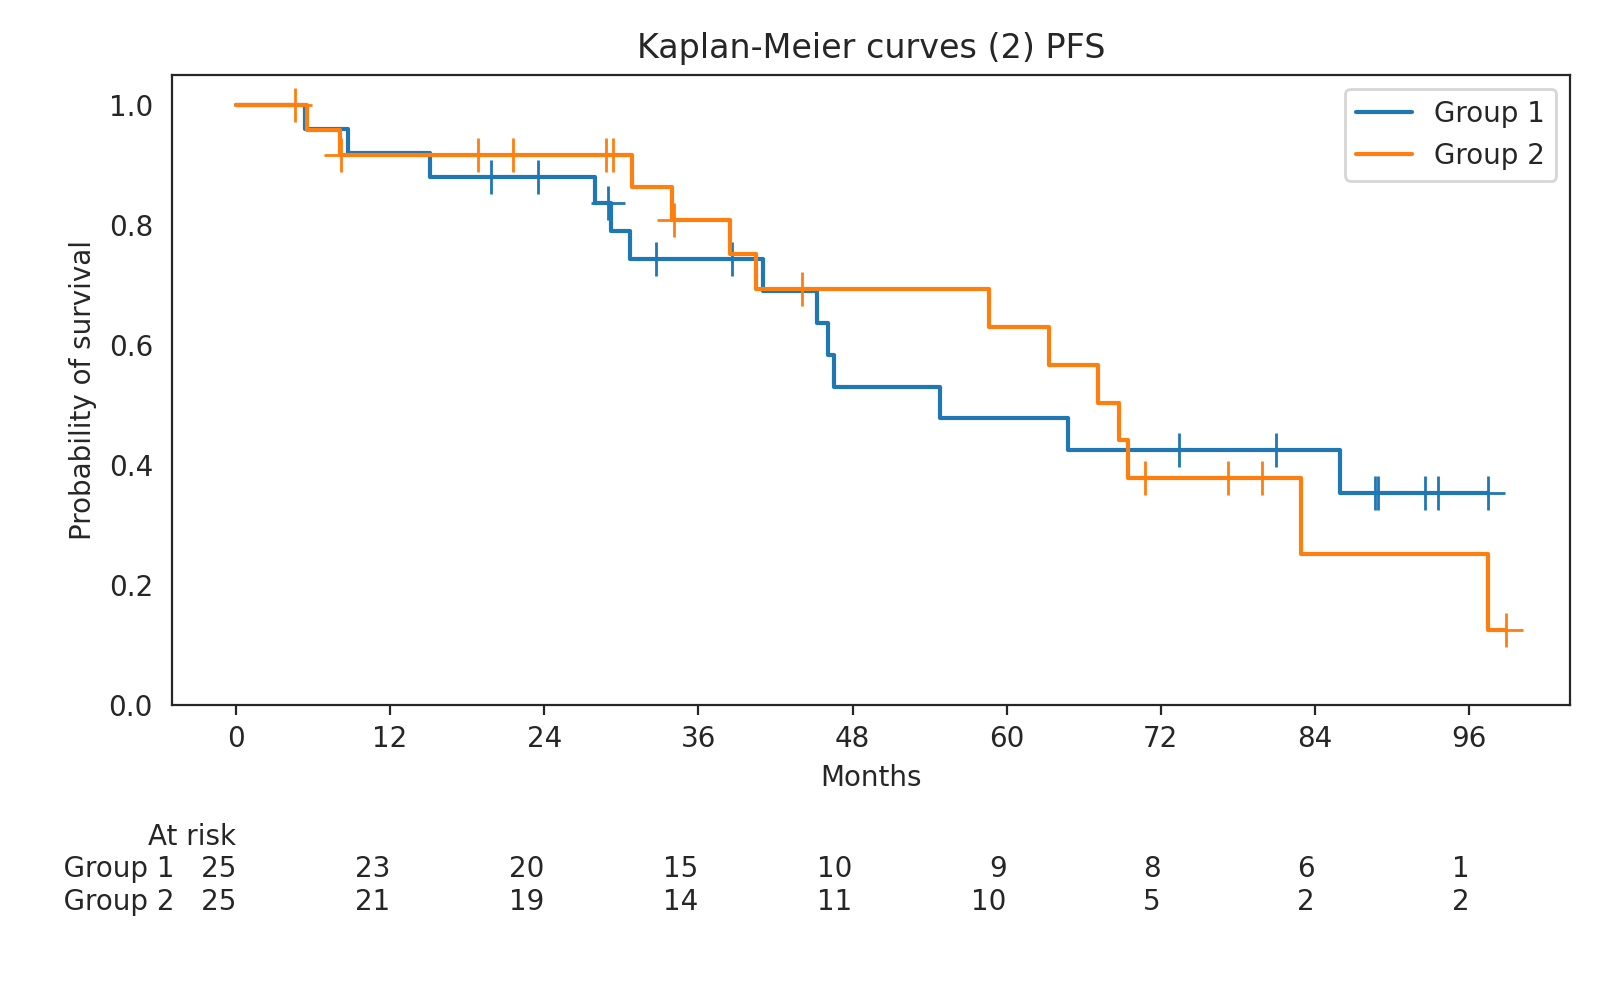 Kaplan-Meier curves (2) PFS
Group 1
Group 2
Probability of survival
1.0
0.8
0.6
0.4
0.2
0.0
0 12 24 36 48 60 72 84 96
Months
At risk
Group 1 25 23 20 15 10 9 8 6 1
Group 2 25 21 19 14 11 10 5 2 2